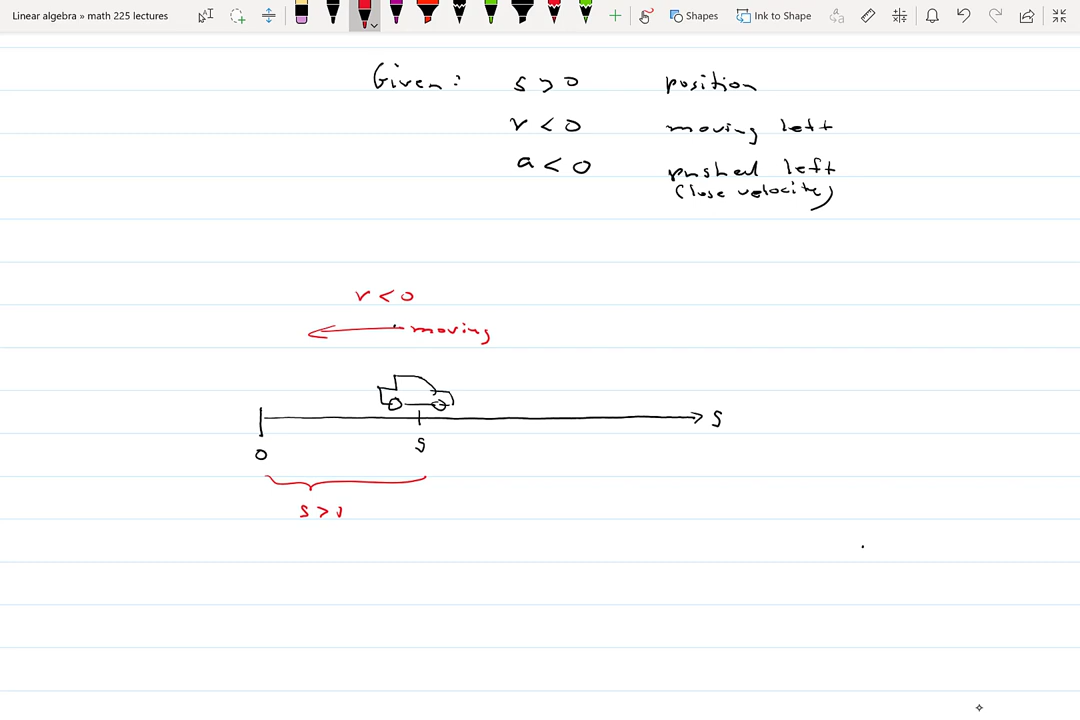 Linear algebra » math 225 lectures
Shapes
Ink to Shape
Given: s > 0 position
v < 0 moving left
a < 0 pushed left
(lose velocity)
v < 0
moving
s
0 s
s > 0